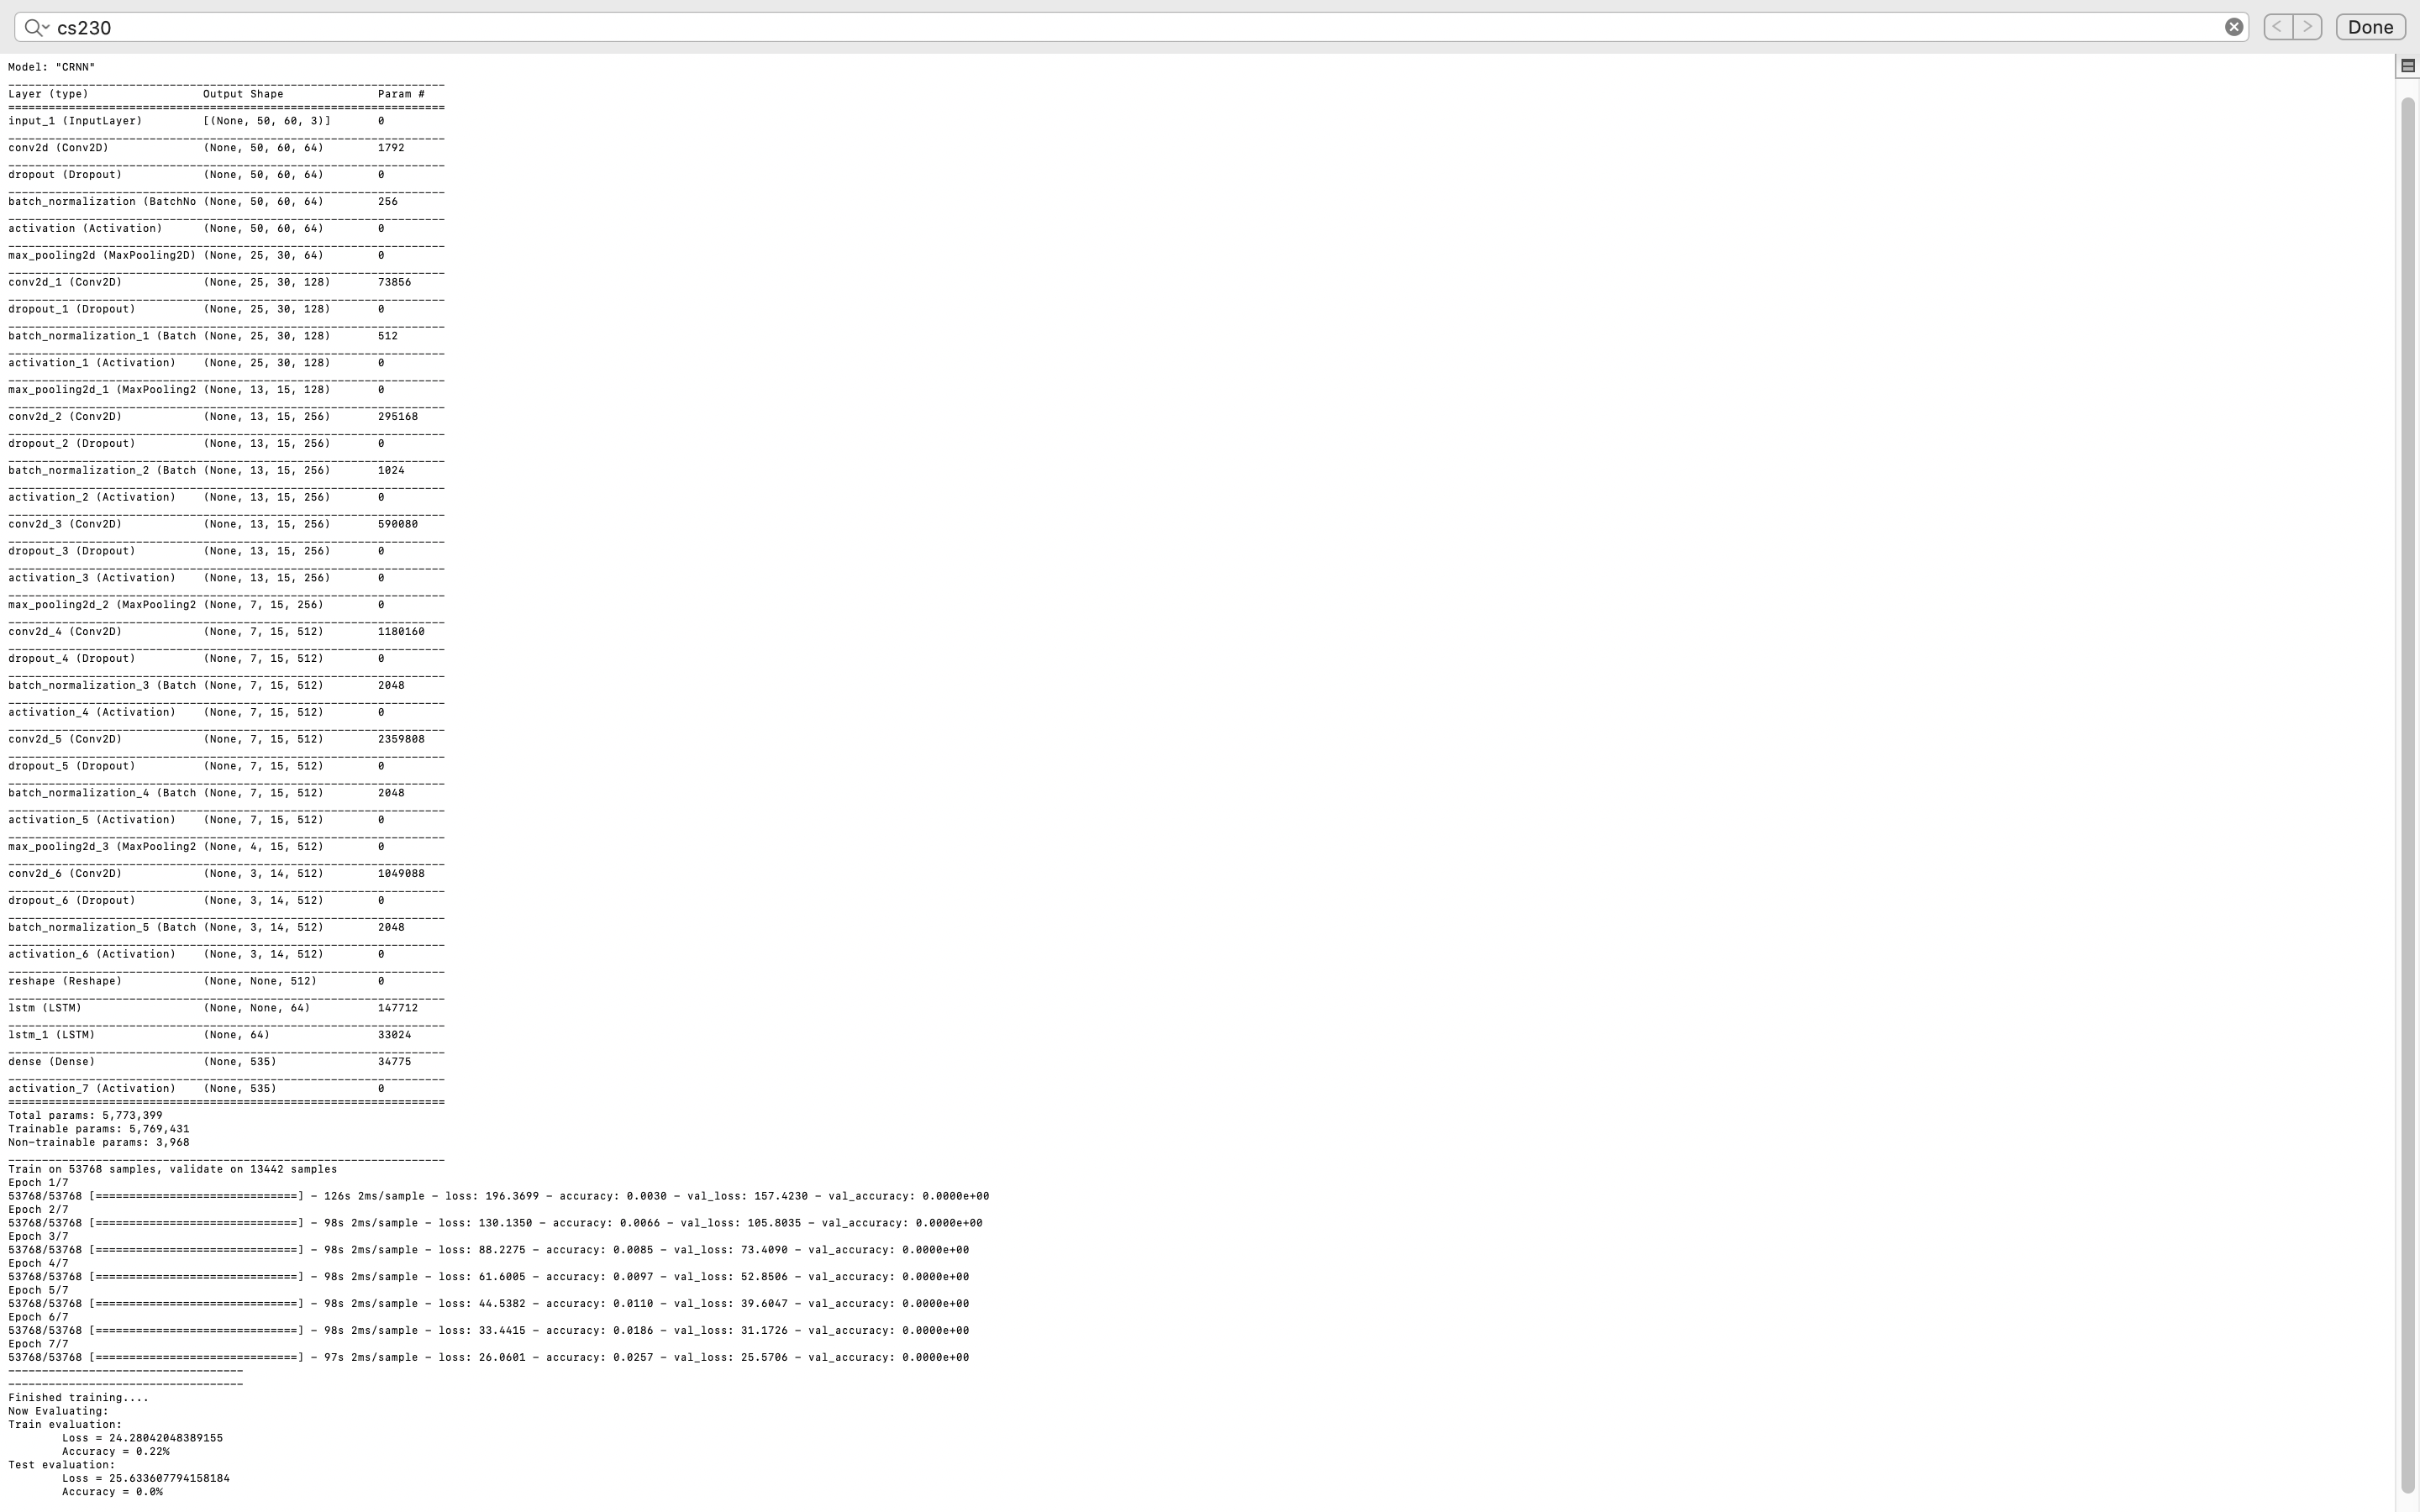 cs230
Done
Model: "CRNN"
_________________________________________________________________
Layer (type)                 Output Shape              Param #
=================================================================
input_1 (InputLayer)         [(None, 50, 60, 3)]       0
_________________________________________________________________
conv2d (Conv2D)              (None, 50, 60, 64)        1792
_________________________________________________________________
dropout (Dropout)            (None, 50, 60, 64)        0
_________________________________________________________________
batch_normalization (BatchNo (None, 50, 60, 64)        256
_________________________________________________________________
activation (Activation)      (None, 50, 60, 64)        0
_________________________________________________________________
max_pooling2d (MaxPooling2D) (None, 25, 30, 64)        0
_________________________________________________________________
conv2d_1 (Conv2D)            (None, 25, 30, 128)       73856
_________________________________________________________________
dropout_1 (Dropout)          (None, 25, 30, 128)       0
_________________________________________________________________
batch_normalization_1 (Batch (None, 25, 30, 128)       512
_________________________________________________________________
activation_1 (Activation)    (None, 25, 30, 128)       0
_________________________________________________________________
max_pooling2d_1 (MaxPooling2 (None, 13, 15, 128)       0
_________________________________________________________________
conv2d_2 (Conv2D)            (None, 13, 15, 256)       295168
_________________________________________________________________
dropout_2 (Dropout)          (None, 13, 15, 256)       0
_________________________________________________________________
batch_normalization_2 (Batch (None, 13, 15, 256)       1024
_________________________________________________________________
activation_2 (Activation)    (None, 13, 15, 256)       0
_________________________________________________________________
conv2d_3 (Conv2D)            (None, 13, 15, 256)       590080
_________________________________________________________________
dropout_3 (Dropout)          (None, 13, 15, 256)       0
_________________________________________________________________
activation_3 (Activation)    (None, 13, 15, 256)       0
_________________________________________________________________
max_pooling2d_2 (MaxPooling2 (None, 7, 15, 256)        0
_________________________________________________________________
conv2d_4 (Conv2D)            (None, 7, 15, 512)        1180160
_________________________________________________________________
dropout_4 (Dropout)          (None, 7, 15, 512)        0
_________________________________________________________________
batch_normalization_3 (Batch (None, 7, 15, 512)        2048
_________________________________________________________________
activation_4 (Activation)    (None, 7, 15, 512)        0
_________________________________________________________________
conv2d_5 (Conv2D)            (None, 7, 15, 512)        2359808
_________________________________________________________________
dropout_5 (Dropout)          (None, 7, 15, 512)        0
_________________________________________________________________
batch_normalization_4 (Batch (None, 7, 15, 512)        2048
_________________________________________________________________
activation_5 (Activation)    (None, 7, 15, 512)        0
_________________________________________________________________
max_pooling2d_3 (MaxPooling2 (None, 4, 15, 512)        0
_________________________________________________________________
conv2d_6 (Conv2D)            (None, 3, 14, 512)        1049088
_________________________________________________________________
dropout_6 (Dropout)          (None, 3, 14, 512)        0
_________________________________________________________________
batch_normalization_5 (Batch (None, 3, 14, 512)        2048
_________________________________________________________________
activation_6 (Activation)    (None, 3, 14, 512)        0
_________________________________________________________________
reshape (Reshape)            (None, None, 512)         0
_________________________________________________________________
lstm (LSTM)                  (None, None, 64)          147712
_________________________________________________________________
lstm_1 (LSTM)                (None, 64)                33024
_________________________________________________________________
dense (Dense)                (None, 535)               34775
_________________________________________________________________
activation_7 (Activation)    (None, 535)               0
=================================================================
Total params: 5,773,399
Trainable params: 5,769,431
Non-trainable params: 3,968
_________________________________________________________________
Train on 53768 samples, validate on 13442 samples
Epoch 1/7
53768/53768 [==============================] - 126s 2ms/sample - loss: 196.3699 - accuracy: 0.0030 - val_loss: 157.4230 - val_accuracy: 0.0000e+00
Epoch 2/7
53768/53768 [==============================] - 98s 2ms/sample - loss: 130.1350 - accuracy: 0.0066 - val_loss: 105.8035 - val_accuracy: 0.0000e+00
Epoch 3/7
53768/53768 [==============================] - 98s 2ms/sample - loss: 88.2275 - accuracy: 0.0085 - val_loss: 73.4090 - val_accuracy: 0.0000e+00
Epoch 4/7
53768/53768 [==============================] - 98s 2ms/sample - loss: 61.6005 - accuracy: 0.0097 - val_loss: 52.8506 - val_accuracy: 0.0000e+00
Epoch 5/7
53768/53768 [==============================] - 98s 2ms/sample - loss: 44.5382 - accuracy: 0.0110 - val_loss: 39.6047 - val_accuracy: 0.0000e+00
Epoch 6/7
53768/53768 [==============================] - 98s 2ms/sample - loss: 33.4415 - accuracy: 0.0186 - val_loss: 31.1726 - val_accuracy: 0.0000e+00
Epoch 7/7
53768/53768 [==============================] - 97s 2ms/sample - loss: 26.0601 - accuracy: 0.0257 - val_loss: 25.5706 - val_accuracy: 0.0000e+00
-----------------------------------
-----------------------------------
Finished training....
Now Evaluating:
Train evaluation:
        Loss = 24.28042048389155
        Accuracy = 0.22%
Test evaluation:
        Loss = 25.633607794158184
        Accuracy = 0.0%